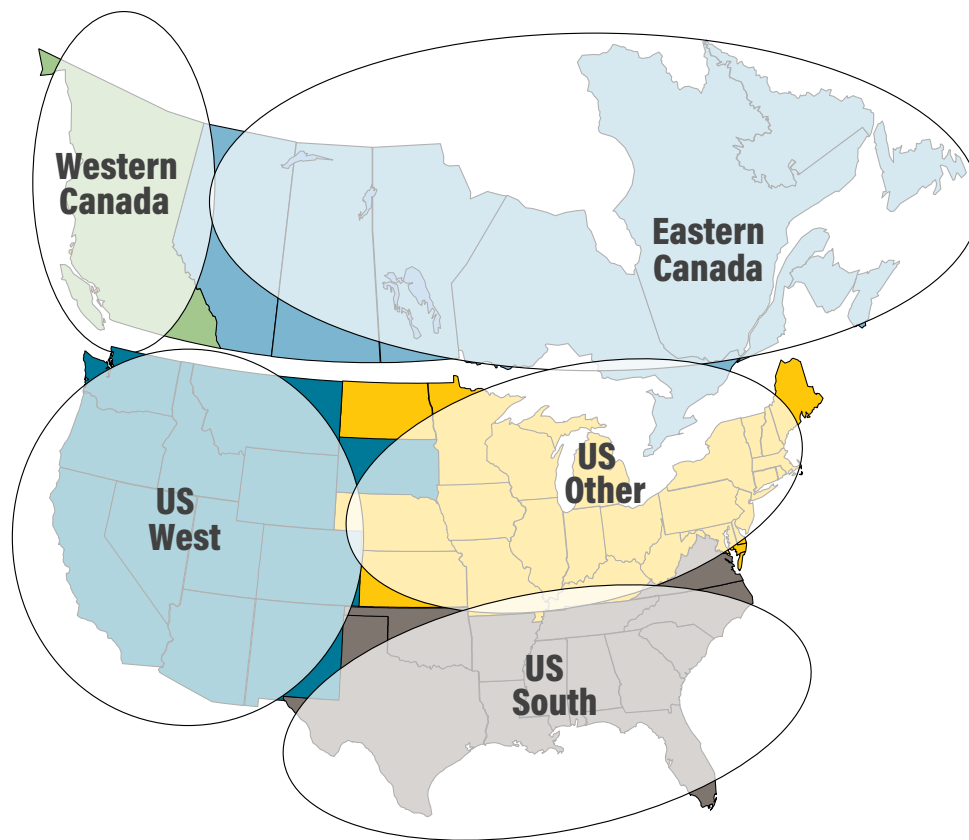 Western
Canada
Eastern
Canada
US
West
US
Other
US
South